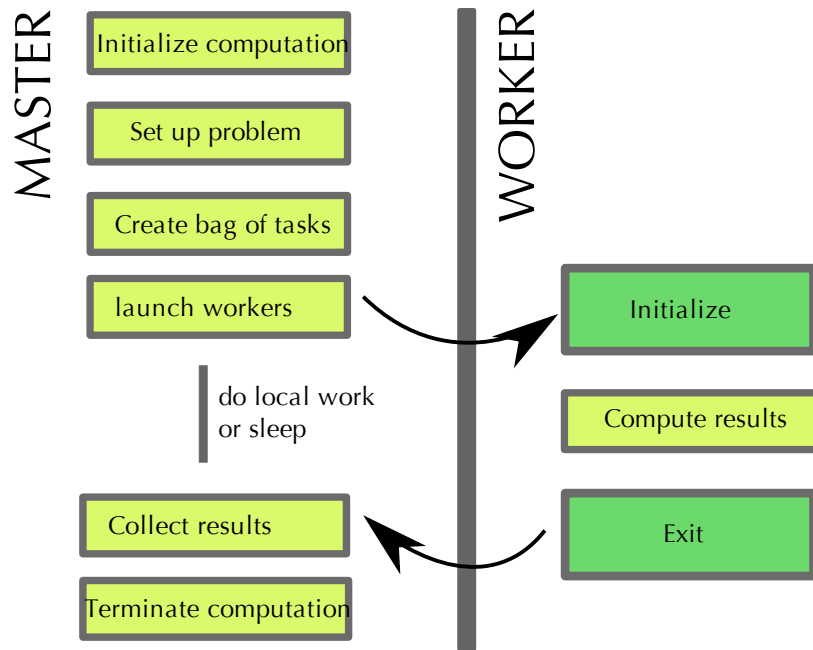 MASTER
Initialize computation
Set up problem
Create bag of tasks
launch workers
do local work
or sleep
Collect results
Terminate computation
WORKER
Initialize
Compute results
Exit